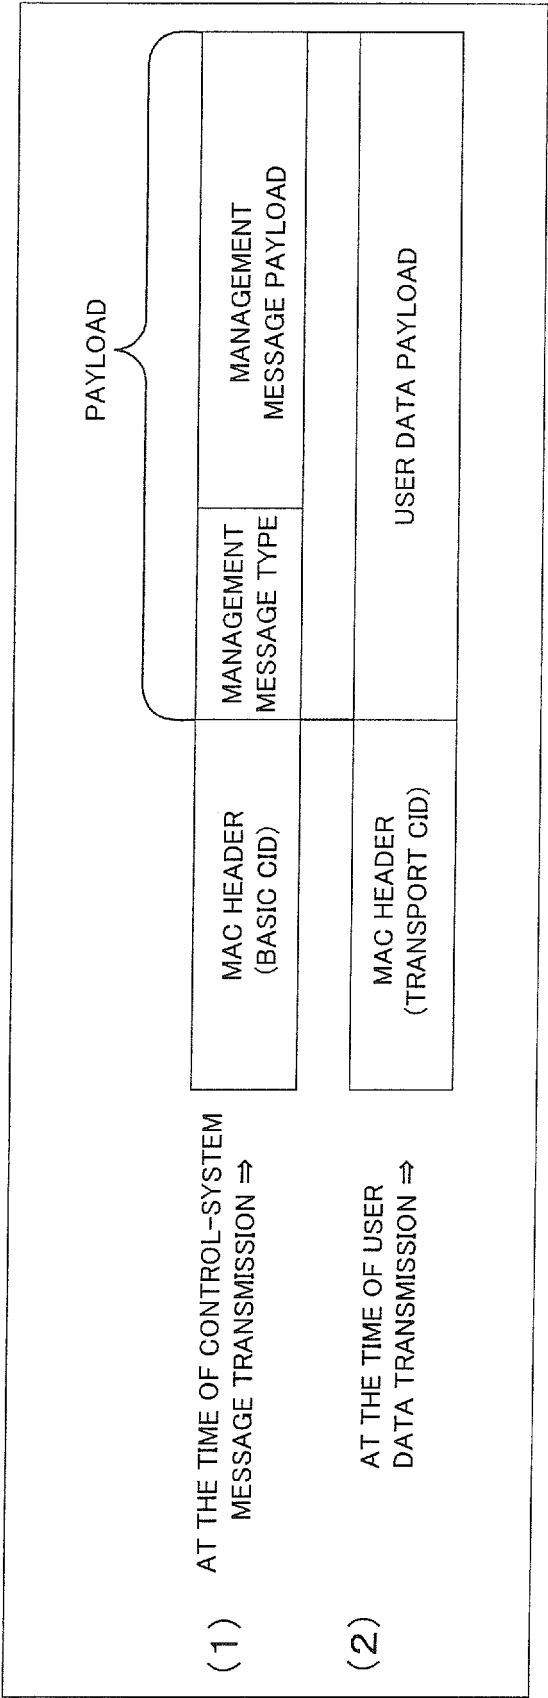 PAYLOAD
(1) AT THE TIME OF CONTROL-SYSTEM
MESSAGE TRANSMISSION ⇒
MAC HEADER
(BASIC CID)
MANAGEMENT
MESSAGE TYPE
MANAGEMENT
MESSAGE PAYLOAD
(2) AT THE TIME OF USER
DATA TRANSMISSION ⇒
MAC HEADER
(TRANSPORT CID)
USER DATA PAYLOAD